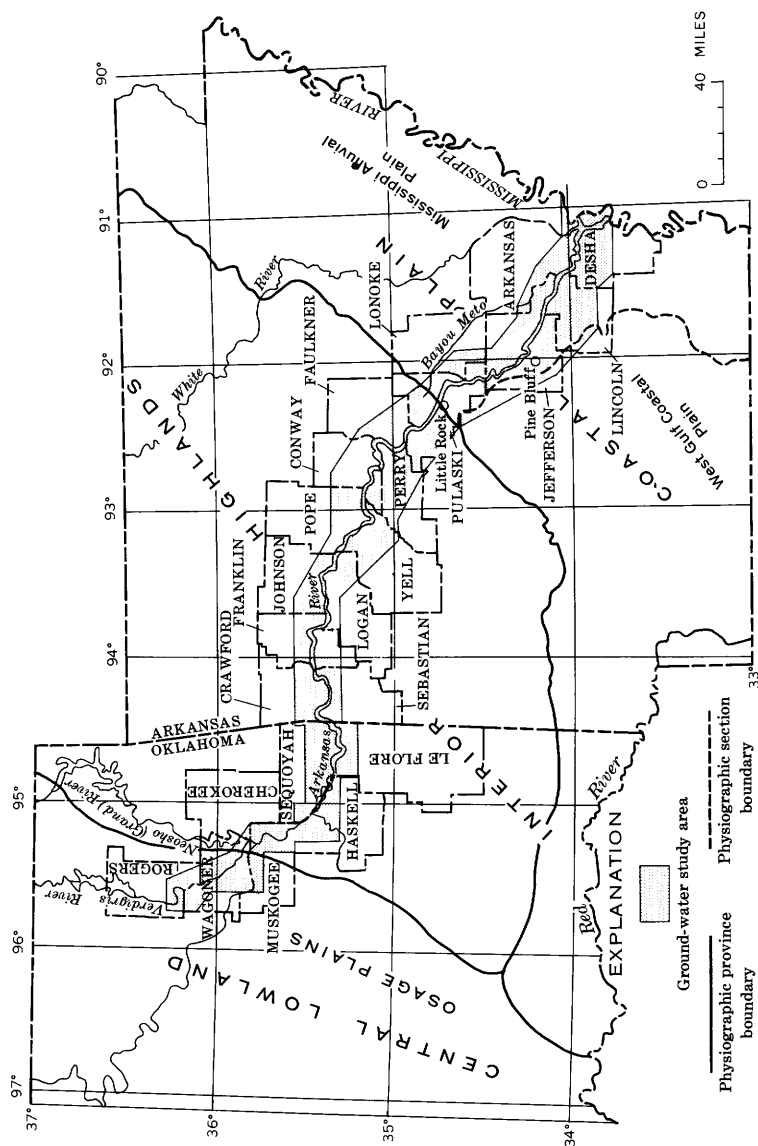 37°
36°
35°
34°
33°
97°
96°
95°
94°
93°
92°
91°
90°
CENTRAL LOWLAND
OSAGE PLAINS
INTERIOR
HIGHLANDS
COASTAL
PLAIN
West Gulf Coastal
Plain
Mississippi Alluvial
Plain
MISSISSIPPI
RIVER
ARKANSAS
OKLAHOMA
Verdigris
River
Neosho (Grand) River
White
River
Arkansas
River
Bayou Meto
Red
River
ROGERS
WAGONER
MUSKOGEE
CHEROKEE
SEQUOYAH
HASKELL
LE FLORE
CRAWFORD
FRANKLIN
JOHNSON
LOGAN
SEBASTIAN
YELL
POPE
CONWAY
FAULKNER
PERRY
Little Rock
PULASKI
LONOKE
JEFFERSON
Pine Bluff
ARKANSAS
LINCOLN
DESHA
0
40 MILES
EXPLANATION
Ground-water study area
Physiographic province
boundary
Physiographic section
boundary